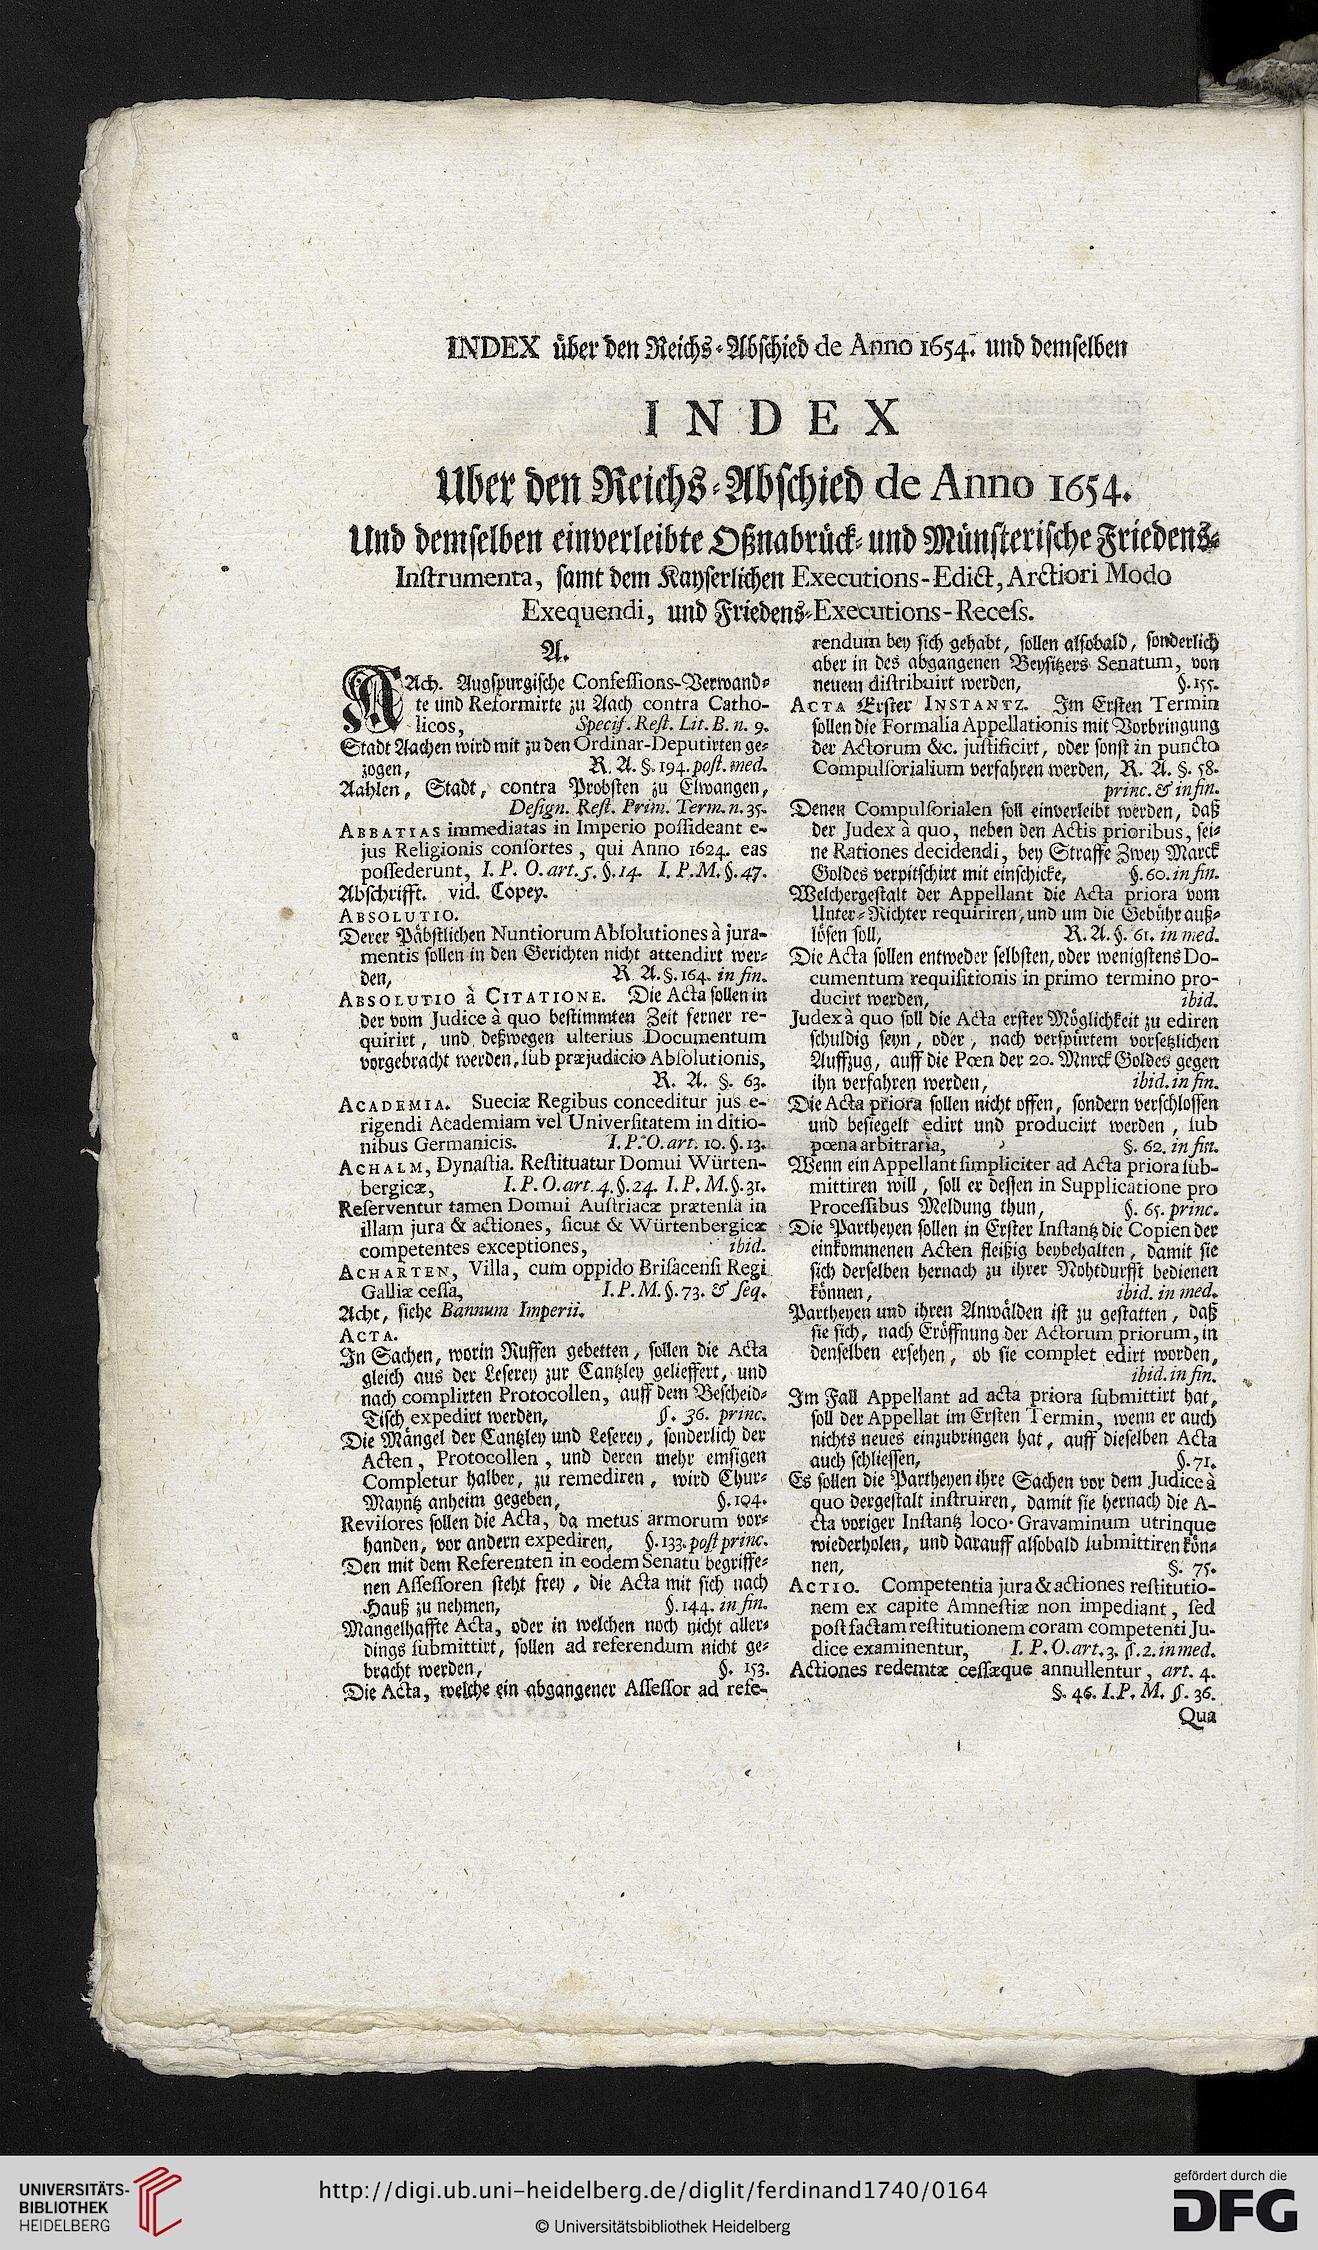 INDEX über den Reichs-Abschied de Anno 1654. und demselben
INDEX
Uber den Reichs-Abschied de Anno 1654.
Und demselben einverleibte Oßnabrück- und Münsterische Friedens-
Instrumenta, samt dem Kayserlichen Executions-Edict, Arctiori Modo
Exequendi, und Friedens-Executions-Recess.
A.
AAch. Augspurgische Confessions-Verwand-
te und Reformirte zu Aach contra Catho-
licos, Specif. Rest. Lit. B. n. 9.
Stadt Aachen wird mit zu den Ordinar-Deputirten ge-
zogen, R. A. §. 194. post. med.
Aahlen, Stadt, contra Probsten zu Elwangen,
Design. Rest. Prim. Term. n. 35.
ABBATIAS immediatas in Imperio possideant e-
jus Religionis consortes, qui Anno 1624. eas
possederunt, I. P. O. art. 5. §. 14. I. P. M. §. 47.
Abschrifft. vid. Copey.
ABSOLUTIO.
Derer Päbstlichen Nuntiorum Absolutiones à jura-
mentis sollen in den Gerichten nicht attendirt wer-
den, R. A. §. 164. in fin.
ABSOLUTIO à CITATIONE. Die Acta sollen in
der vom Judice à quo bestimmten Zeit ferner re-
quirirt, und deßwegen ulterius Documentum
vorgebracht werden, sub præjudicio Absolutionis,
R. A. §. 63.
ACADEMIA. Sueciæ Regibus conceditur jus e-
rigendi Academiam vel Universitatem in ditio-
nibus Germanicis. I. P. O. art. 10. §. 13.
ACHALM, Dynastia. Restituatur Domui Würten-
bergicæ, I. P. O. art. 4. §. 24. I. P. M. §. 31.
Reserventur tamen Domui Austriacæ prætensa in
illam jura & actiones, sicut & Würtenbergicæ
competentes exceptiones, ibid.
ACHARTEN, Villa, cum oppido Brisacensi Regi
Galliæ cessa, I. P. M. §. 73. & seq.
Acht, siehe Bannum Imperii.
ACTA.
In Sachen, worin Ruffen gebetten, sollen die Acta
gleich aus der Leserey zur Cantzley gelieffert, und
nach complirten Protocollen, auff dem Bescheid-
Tisch expedirt werden, §. 36. princ.
Die Mängel der Cantzley und Leserey, sonderlich der
Acten, Protocollen, und deren mehr emsigen
Completur halber, zu remediren, wird Chur-
Mayntz anheim gegeben, §. 104.
Revisores sollen die Acta, da metus armorum vor-
handen, vor andern expediren, §. 133. post princ.
Den mit dem Referenten in eodem Senatu begriffe-
nen Assessoren steht frey, die Acta mit sich nach
Hauß zu nehmen, §. 144. in fin.
Mangelhaffte Acta, oder in welchen noch nicht aller-
dings submittirt, sollen ad referendum nicht ge-
bracht werden, §. 153.
Die Acta, welche ein abgangener Assessor ad refe-
rendum bey sich gehabt, sollen alsobald, sonderlich
aber in des abgangenen Beysitzers Senatum, von
neuem distribuirt werden, §. 155.
ACTA Erster INSTANTZ. Im Ersten Termin
sollen die Formalia Appellationis mit Vorbringung
der Actorum &c. justificirt, oder sonst in puncto
Compulsorialium verfahren werden, R. A. §. 58.
princ. & in fin.
Denen Compulsorialen soll einverleibt werden, daß
der Judex à quo, neben den Actis prioribus, sei-
ne Rationes decidendi, bey Straffe Zwey Marck
Goldes verpitschirt mit einschicke, §. 60. in fin.
Welchergestalt der Appellant die Acta priora vom
Unter-Richter requiriren, und um die Gebühr auß-
lösen soll, R. A. §. 61. in med.
Die Acta sollen entweder selbsten, oder wenigstens Do-
cumentum requisitionis in primo termino pro-
ducirt werden, ibid.
Judex à quo soll die Acta erster Möglichkeit zu ediren
schuldig seyn, oder, nach verspürtem vorsetzlichen
Auffzug, auff die Pœn der 20. Mnrck Goldes gegen
ihn verfahren werden, ibid. in fin.
Die Acta priora sollen nicht offen, sondern verschlossen
und besiegelt edirt und producirt werden, sub
pœna arbitraria, §. 62. in fin.
Wenn ein Appellant simpliciter ad Acta priora sub-
mittiren will, soll er dessen in Supplicatione pro
Processibus Meldung thun, §. 65. princ.
Die Partheyen sollen in Erster Instantz die Copien der
einkommenen Acten fleißig beybehalten, damit sie
sich derselben hernach zu ihrer Nohtdurfft bedienen
können, ibid. in med.
Partheyen und ihren Anwälden ist zu gestatten, daß
sie sich, nach Eröffnung der Actorum priorum, in
denselben ersehen, ob sie complet edirt worden,
ibid. in fin.
Im Fall Appellant ad acta priora submittirt hat,
soll der Appellat im Ersten Termin, wenn er auch
nichts neues einzubringen hat, auff dieselben Acta
auch schliessen, §. 71.
Es sollen die Partheyen ihre Sachen vor dem Judice à
quo dergestalt instruiren, damit sie hernach die A-
cta voriger Instantz loco Gravaminum utrinque
wiederholen, und darauff alsobald submittiren kön-
nen, §. 75.
ACTIO. Competentia jura & actiones restitutio-
nem ex capite Amnestiæ non impediant, sed
post factam restitutionem coram competenti Ju-
dice examinentur, I. P. O. art. 3. §. 2. in med.
Actiones redemtæ cessæque annullentur, art. 4.
§. 46. I. P. M. §. 36.
Qua
UNIVERSITÄTS-
BIBLIOTHEK
HEIDELBERG
http://digi.ub.uni-heidelberg.de/diglit/ferdinand1740/0164
© Universitätsbibliothek Heidelberg
gefördert durch die
DFG